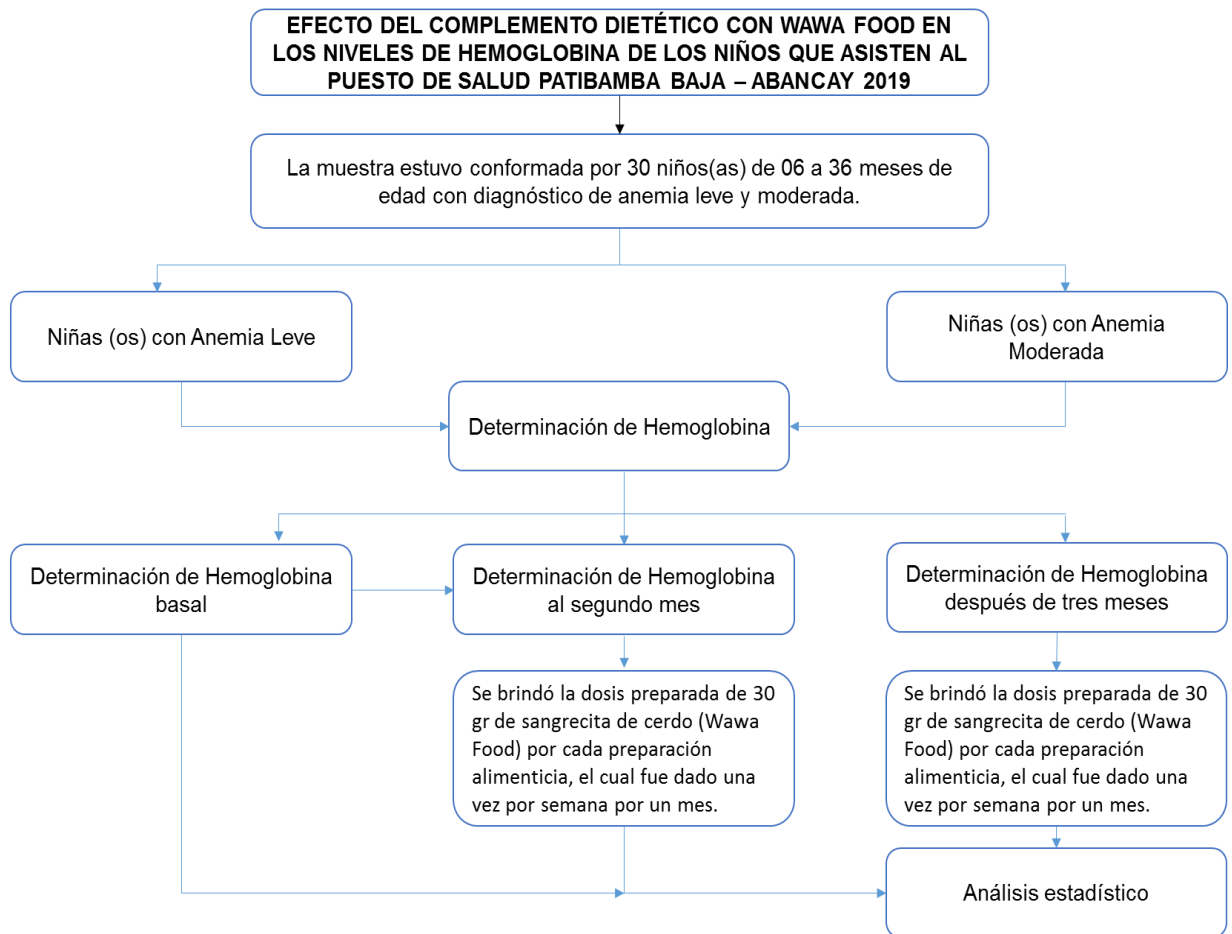 EFECTO DEL COMPLEMENTO DIETÉTICO CON WAWA FOOD EN
LOS NIVELES DE HEMOGLOBINA DE LOS NIÑOS QUE ASISTEN AL
PUESTO DE SALUD PATIBAMBA BAJA – ABANCAY 2019
La muestra estuvo conformada por 30 niños(as) de 06 a 36 meses de
edad con diagnóstico de anemia leve y moderada.
Niñas (os) con Anemia Leve
Niñas (os) con Anemia
Moderada
Determinación de Hemoglobina
Determinación de Hemoglobina
basal
Determinación de Hemoglobina
al segundo mes
Determinación de Hemoglobina
después de tres meses
Se brindó la dosis preparada de 30
gr de sangrecita de cerdo (Wawa
Food) por cada preparación
alimenticia, el cual fue dado una
vez por semana por un mes.
Se brindó la dosis preparada de 30
gr de sangrecita de cerdo (Wawa
Food) por cada preparación
alimenticia, el cual fue dado una
vez por semana por un mes.
Análisis estadístico